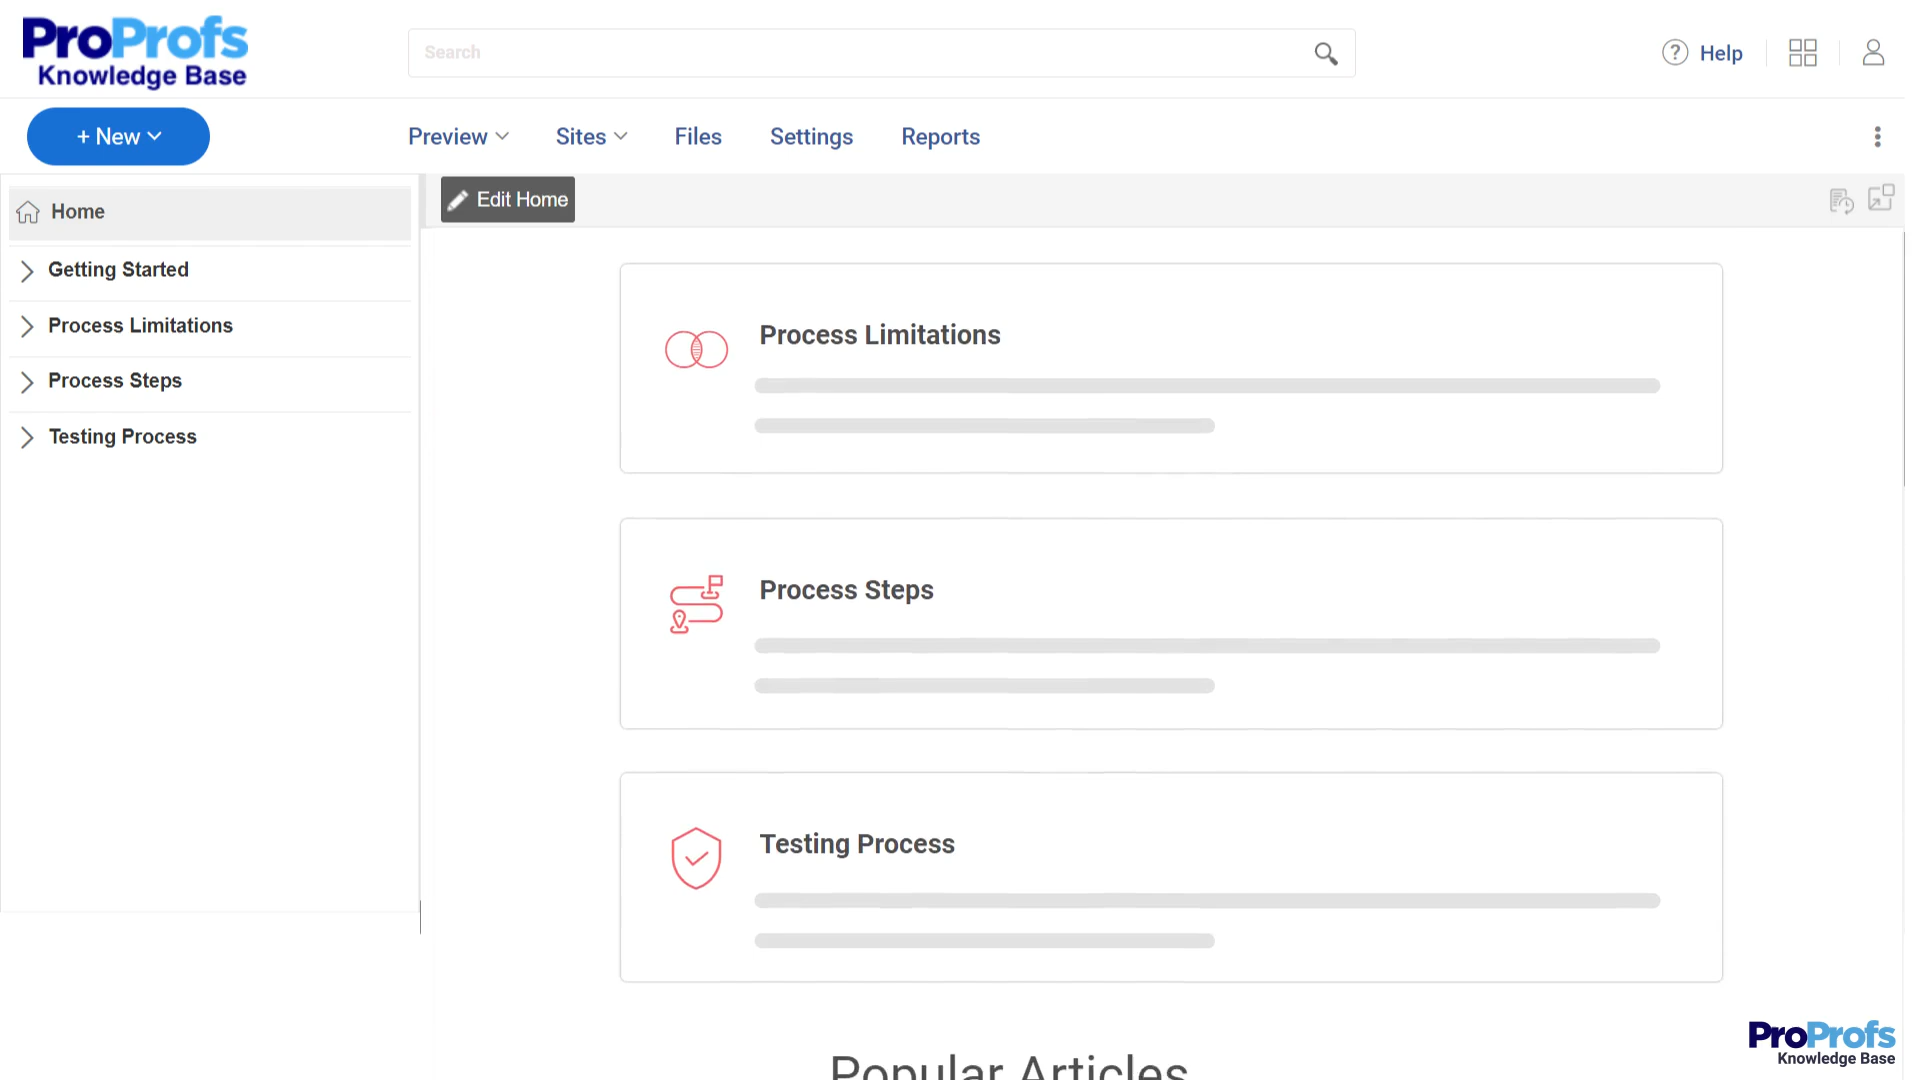 ProProfs
Knowledge Base
Search
? Help
+ New
Preview Sites Files Settings Reports
Home
Edit Home
Getting Started
Process Limitations
Process Steps
Testing Process
Process Limitations
Process Steps
Testing Process
Popular Articles
ProProfs
Knowledge Base